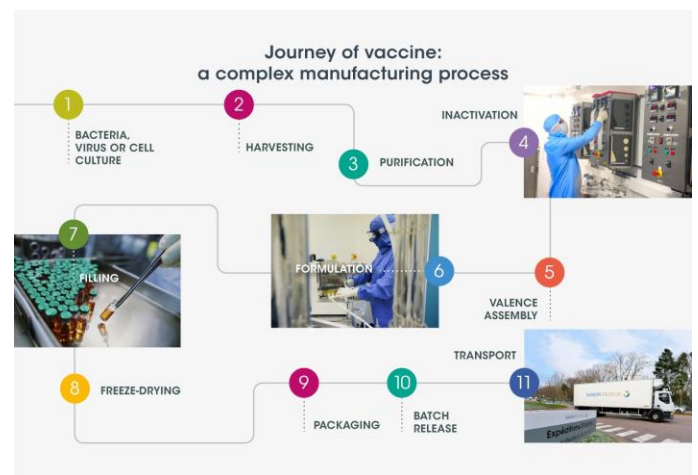 Journey of vaccine:
a complex manufacturing process
1
BACTERIA,
VIRUS OR CELL
CULTURE
2
HARVESTING
3
PURIFICATION
INACTIVATION
4
VALENCE
ASSEMBLY
5
FORMULATION
6
7
FILLING
8
FREEZE-DRYING
9
PACKAGING
10
BATCH
RELEASE
TRANSPORT
11